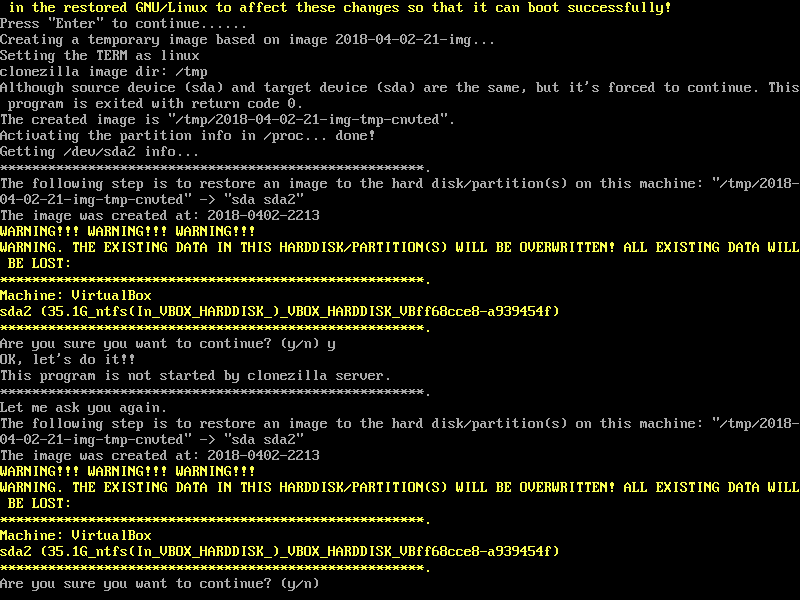 in the restored GNU/Linux to affect these changes so that it can boot successfully!
Press "Enter" to continue......
Creating a temporary image based on image 2018-04-02-21-img...
Setting the TERM as linux
clonezilla image dir: /tmp
Although source device (sda) and target device (sda) are the same, but it's forced to continue. This
 program is exited with return code 0.
The created image is "/tmp/2018-04-02-21-img-tmp-cnvted".
Activating the partition info in /proc... done!
Getting /dev/sda2 info...
*****************************************************.
The following step is to restore an image to the hard disk/partition(s) on this machine: "/tmp/2018-
04-02-21-img-tmp-cnvted" -> "sda sda2"
The image was created at: 2018-0402-2213
WARNING!!! WARNING!!! WARNING!!!
WARNING. THE EXISTING DATA IN THIS HARDDISK/PARTITION(S) WILL BE OVERWRITTEN! ALL EXISTING DATA WILL
 BE LOST:
*****************************************************.
Machine: VirtualBox
sda2 (35.1G_ntfs(In_VBOX_HARDDISK_)_VBOX_HARDDISK_VBff68cce8-a939454f)
*****************************************************.
Are you sure you want to continue? (y/n) y
OK, let's do it!!
This program is not started by clonezilla server.
*****************************************************.
Let me ask you again.
The following step is to restore an image to the hard disk/partition(s) on this machine: "/tmp/2018-
04-02-21-img-tmp-cnvted" -> "sda sda2"
The image was created at: 2018-0402-2213
WARNING!!! WARNING!!! WARNING!!!
WARNING. THE EXISTING DATA IN THIS HARDDISK/PARTITION(S) WILL BE OVERWRITTEN! ALL EXISTING DATA WILL
 BE LOST:
*****************************************************.
Machine: VirtualBox
sda2 (35.1G_ntfs(In_VBOX_HARDDISK_)_VBOX_HARDDISK_VBff68cce8-a939454f)
*****************************************************.
Are you sure you want to continue? (y/n)